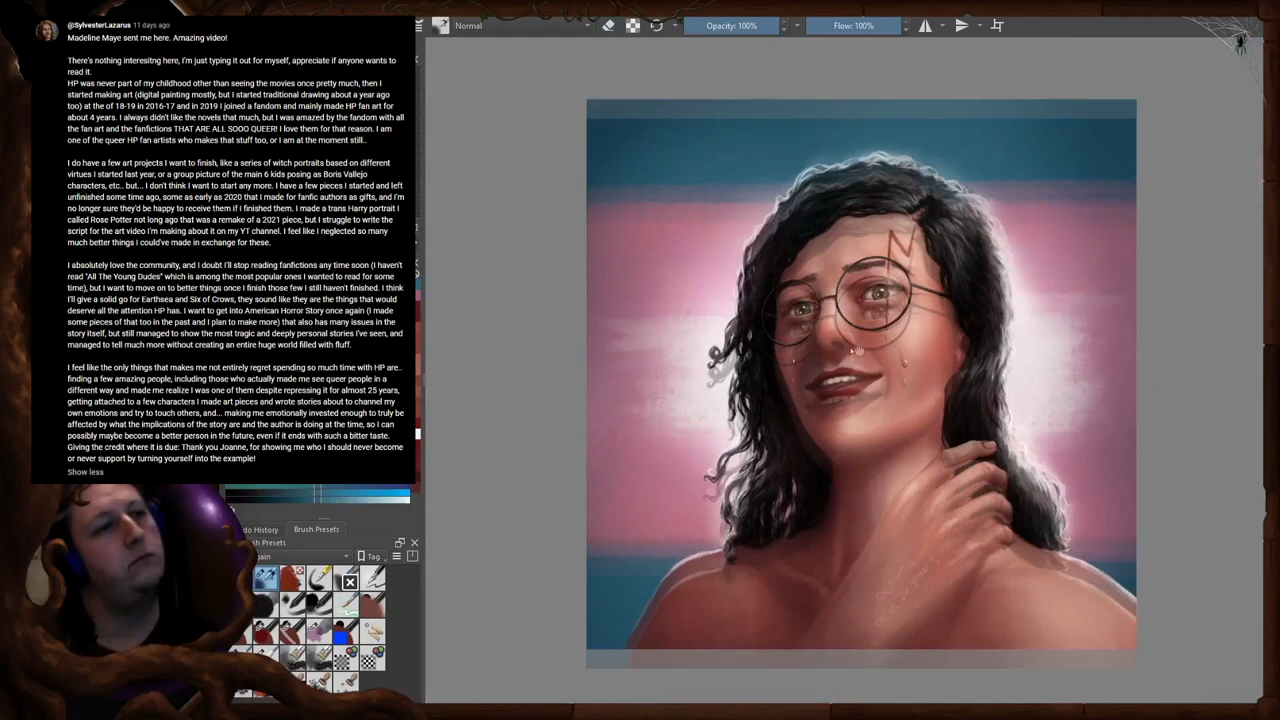 @SylvesterLazarus 11 days ago
Madeline Maye sent me here. Amazing video!
There's nothing interesitng here, I'm just typing it out for myself, appreciate if anyone wants to
read it.
HP was never part of my childhood other than seeing the movies once pretty much, then I
started making art (digital painting mostly, but I started traditional drawing about a year ago
too) at the of 18-19 in 2016-17 and in 2019 I joined a fandom and mainly made HP fan art for
about 4 years. I always didn't like the novels that much, but I was amazed by the fandom with all
the fan art and the fanfictions THAT ARE ALL SOOO QUEER! I love them for that reason. I am
one of the queer HP fan artists who makes that stuff too, or I am at the moment still..
I do have a few art projects I want to finish, like a series of witch portraits based on different
virtues I started last year, or a group picture of the main 6 kids posing as Boris Vallejo
characters, etc.. but... I don't think I want to start any more. I have a few pieces I started and left
unfinished some time ago, some as early as 2020 that I made for fanfic authors as gifts, and I'm
no longer sure they'd be happy to receive them if I finished them. I made a trans Harry portrait I
called Rose Potter not long ago that was a remake of a 2021 piece, but I struggle to write the
script for the art video I'm making about it on my YT channel. I feel like I neglected so many
much better things I could've made in exchange for these.
I absolutely love the community, and I doubt I'll stop reading fanfictions any time soon (I haven't
read "All The Young Dudes" which is among the most popular ones I wanted to read for some
time), but I want to move on to better things once I finish those few I still haven't finished. I think
I'll give a solid go for Earthsea and Six of Crows, they sound like they are the things that would
deserve all the attention HP has. I want to get into American Horror Story once again (I made
some pieces of that too in the past and I plan to make more) that also has many issues in the
story itself, but still managed to show the most tragic and deeply personal stories I've seen, and
managed to tell much more without creating an entire huge world filled with fluff.
I feel like the only things that makes me not entirely regret spending so much time with HP are..
finding a few amazing people, including those who actually made me see queer people in a
different way and made me realize I was one of them despite repressing it for almost 25 years,
getting attached to a few characters I made art pieces and wrote stories about to channel my
own emotions and try to touch others, and... making me emotionally invested enough to truly be
affected by what the implications of the story are and the author is doing at the time, so I can
possibly maybe become a better person in the future, even if it ends with such a bitter taste.
Giving the credit where it is due: Thank you Joanne, for showing me who I should never become
or never support by turning yourself into the example!
Show less
Normal
Opacity: 100%
Flow: 100%
do History
Brush Presets
sh Presets
Tag